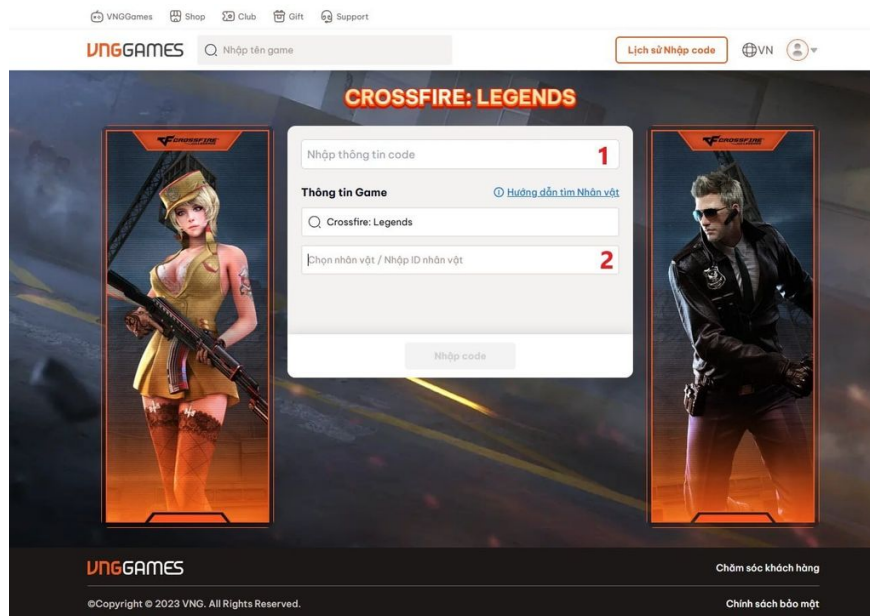 VNGGames Shop Club Gift Support
VNGGAMES Nhập tên game Lịch sử Nhập code VN
CROSSFIRE: LEGENDS
CROSSFIRE
CROSSFIRE
Nhập thông tin code 1
Thông tin Game Hướng dẫn tìm Nhân vật
Crossfire: Legends
Chọn nhân vật / Nhập ID nhân vật 2
Nhập code
VNGGAMES Chăm sóc khách hàng
©Copyright © 2023 VNG. All Rights Reserved. Chính sách bảo mật